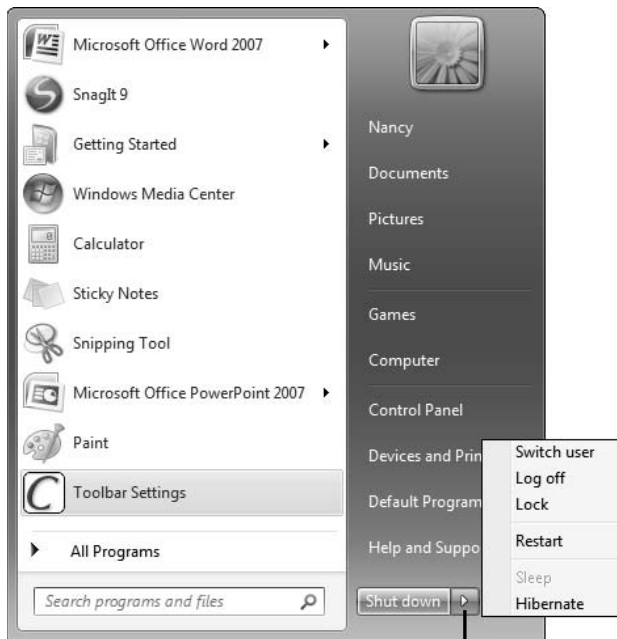 Microsoft Office Word 2007
SnagIt 9
Getting Started
Windows Media Center
Calculator
Sticky Notes
Snipping Tool
Microsoft Office PowerPoint 2007
Paint
C Toolbar Settings
All Programs
Search programs and files
Nancy
Documents
Pictures
Music
Games
Computer
Control Panel
Devices and Prin
Default Program
Help and Suppo
Shut down
Switch user
Log off
Lock
Restart
Sleep
Hibernate